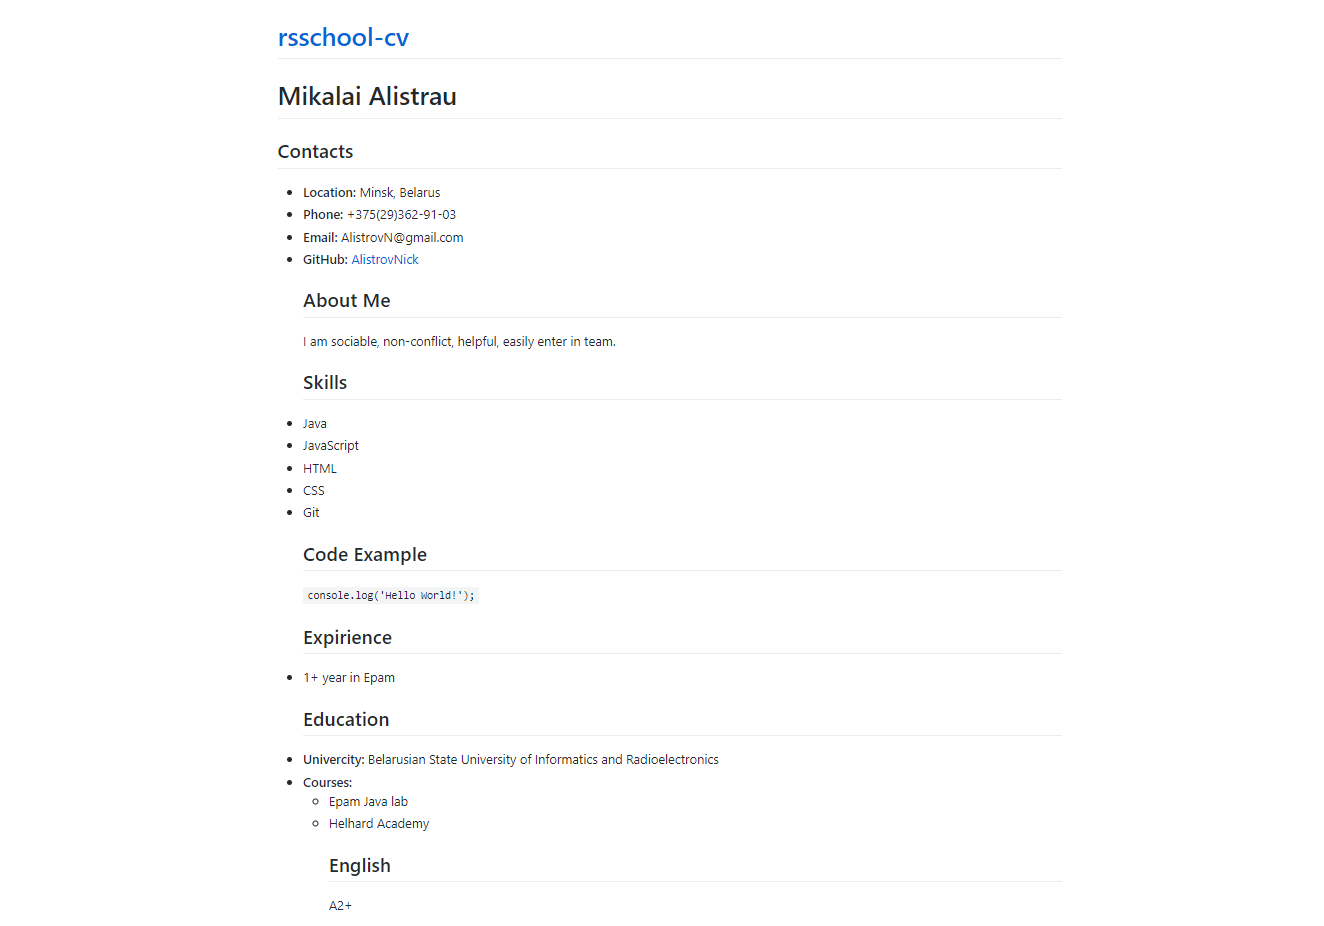 rsschool-cv
Mikalai Alistrau
Contacts
Location: Minsk, Belarus
Phone: +375(29)362-91-03
Email: AlistrovN@gmail.com
GitHub: AlistrovNick
About Me
I am sociable, non-conflict, helpful, easily enter in team.
Skills
Java
JavaScript
HTML
CSS
Git
Code Example
console.log('Hello World!');
Expirience
1+ year in Epam
Education
Univercity: Belarusian State University of Informatics and Radioelectronics
Courses:
Epam Java lab
Helhard Academy
English
A2+